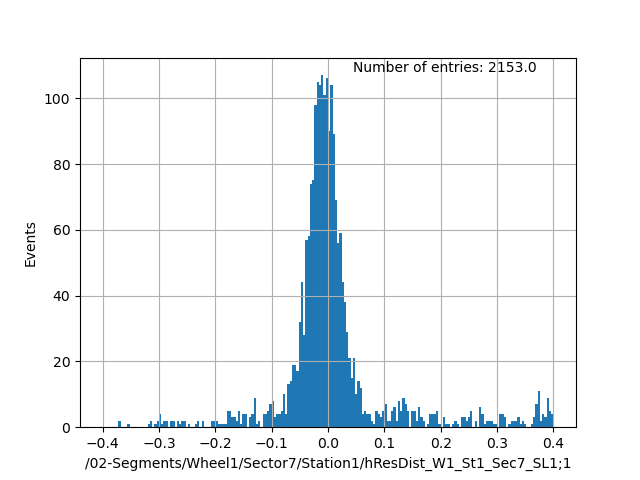 Number of entries: 2153.0
Events
100
80
60
40
20
0
−0.4 −0.3 −0.2 −0.1 0.0 0.1 0.2 0.3 0.4
/02-Segments/Wheel1/Sector7/Station1/hResDist_W1_St1_Sec7_SL1;1